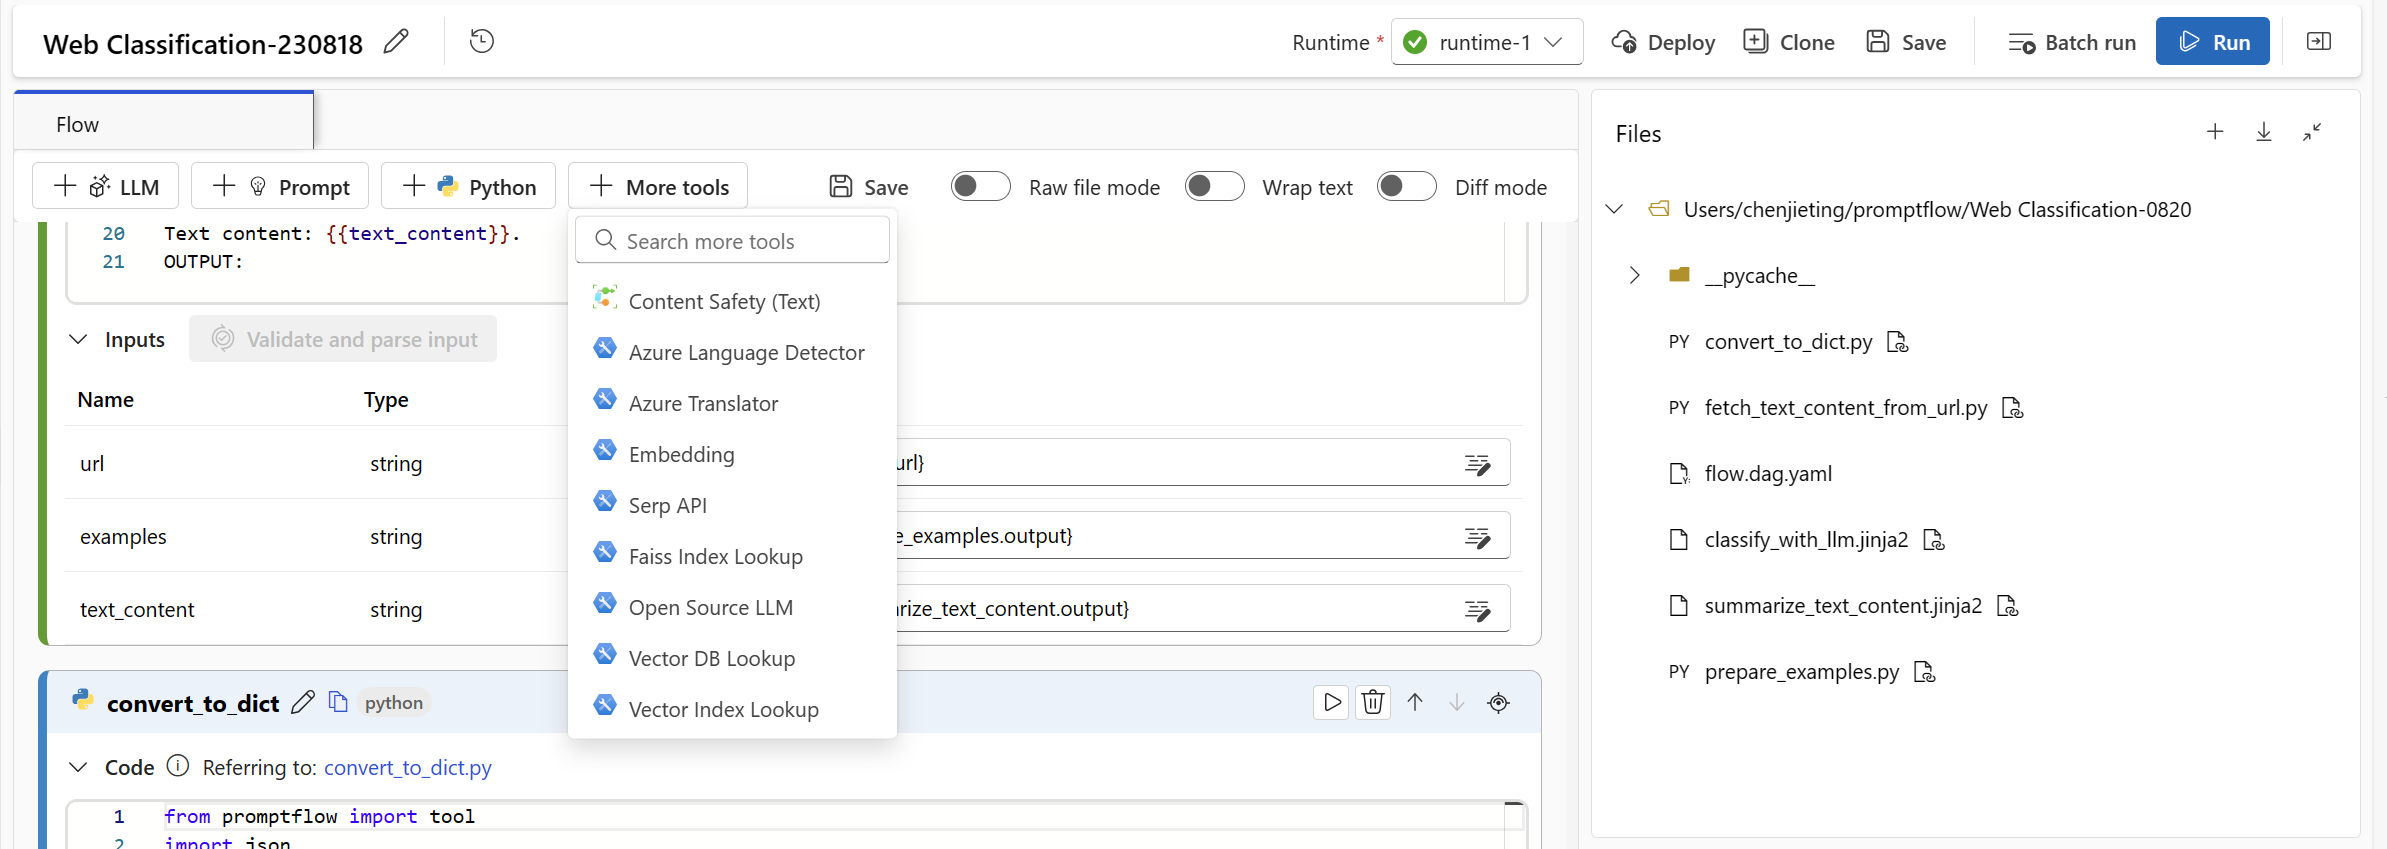 Web Classification-230818
Runtime * runtime-1 Deploy Clone Save Batch run Run
Flow
LLM Prompt Python More tools Save Raw file mode Wrap text Diff mode
20 Text content: {{text_content}}.
21 OUTPUT:
Inputs Validate and parse input
Name Type
url string url}
examples string e_examples.output}
text_content string rize_text_content.output}
Search more tools
Content Safety (Text)
Azure Language Detector
Azure Translator
Embedding
Serp API
Faiss Index Lookup
Open Source LLM
Vector DB Lookup
Vector Index Lookup
convert_to_dict python
Code Referring to: convert_to_dict.py
1 from promptflow import tool
2 import json
Files
Users/chenjieting/promptflow/Web Classification-0820
__pycache__
PY convert_to_dict.py
PY fetch_text_content_from_url.py
flow.dag.yaml
classify_with_llm.jinja2
summarize_text_content.jinja2
PY prepare_examples.py